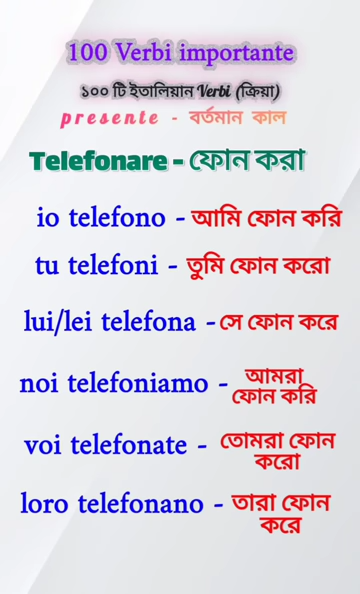 100 Verbi importante
১০০ টি ইতালিয়ান Verbi (ক্রিয়া)
presente - বর্তমান কাল
Telefonare - ফোন করা
io telefono - আমি ফোন করি
tu telefoni - তুমি ফোন করো
lui/lei telefona - সে ফোন করে
noi telefoniamo - আমরা
ফোন করি
voi telefonate - তোমরা ফোন
করো
loro telefonano - তারা ফোন
করে